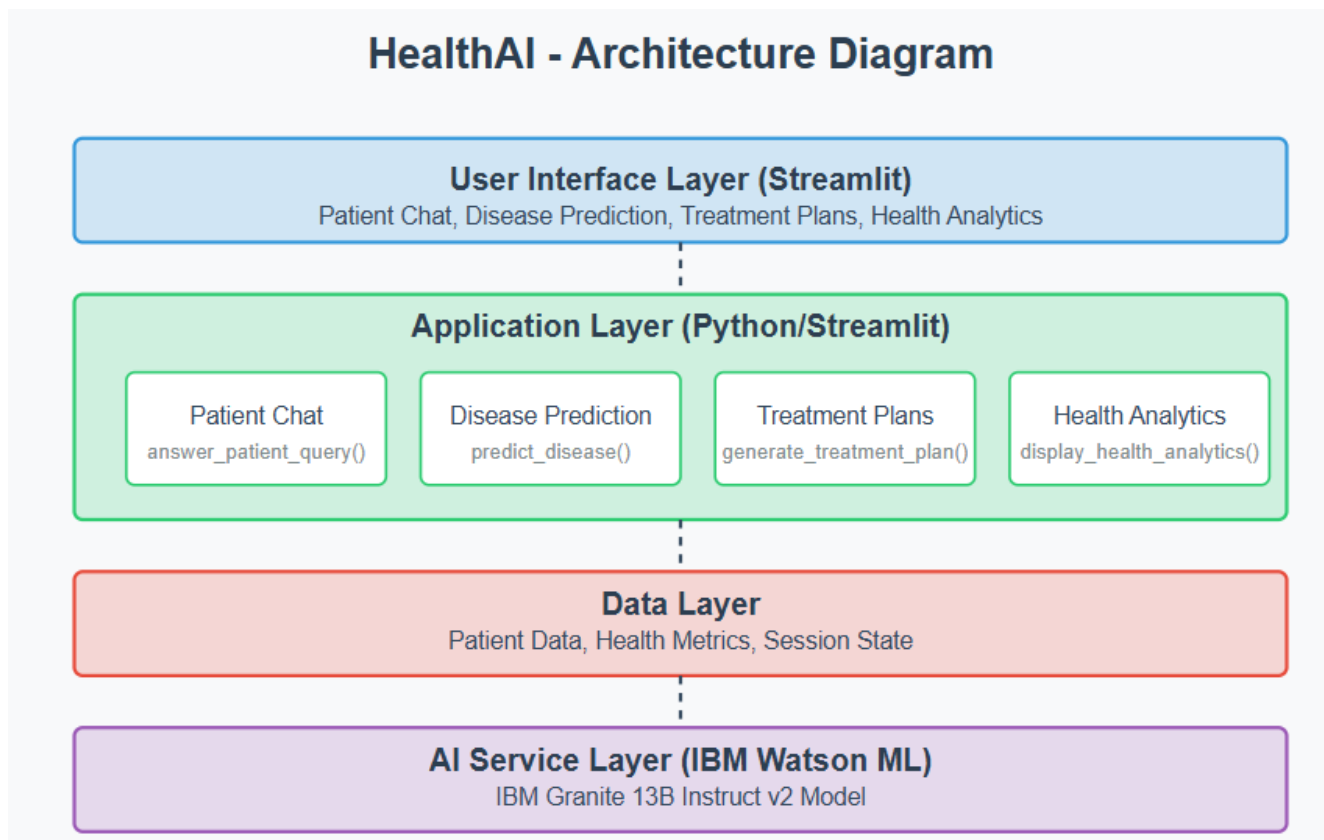 HealthAI - Architecture Diagram
User Interface Layer (Streamlit)
Patient Chat, Disease Prediction, Treatment Plans, Health Analytics
Application Layer (Python/Streamlit)
Patient Chat
answer_patient_query()
Disease Prediction
predict_disease()
Treatment Plans
generate_treatment_plan()
Health Analytics
display_health_analytics()
Data Layer
Patient Data, Health Metrics, Session State
AI Service Layer (IBM Watson ML)
IBM Granite 13B Instruct v2 Model